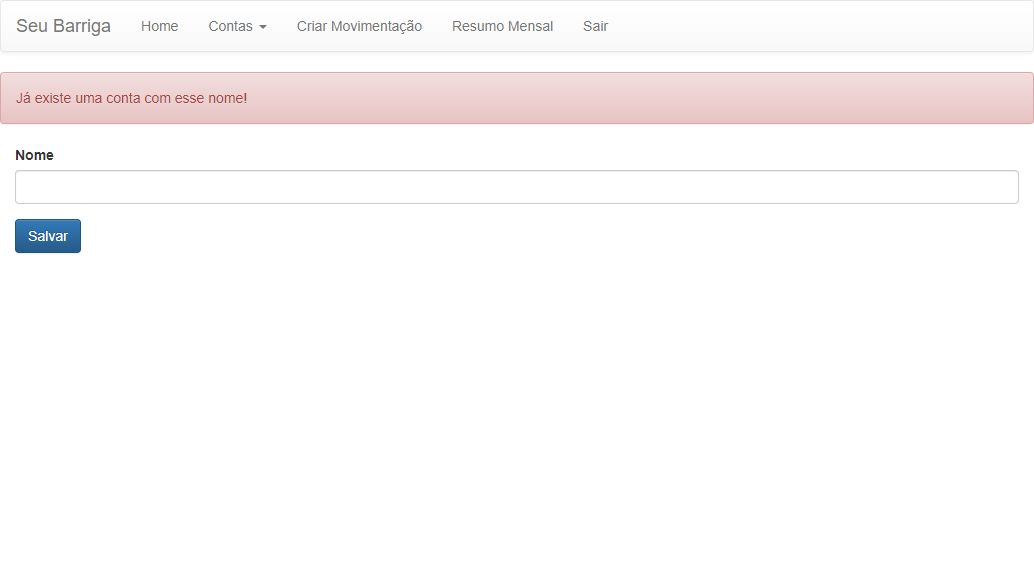 Seu Barriga Home Contas Criar Movimentação Resumo Mensal Sair
Já existe uma conta com esse nome!
Nome
Salvar